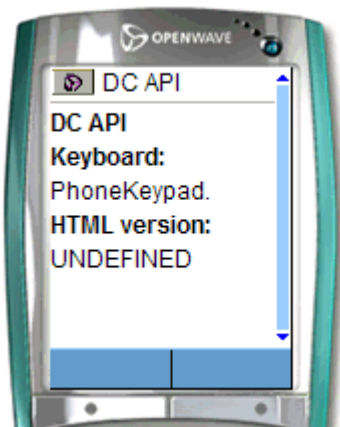 OPENWAVE
DC API
DC API
Keyboard:
PhoneKeypad.
HTML version:
UNDEFINED